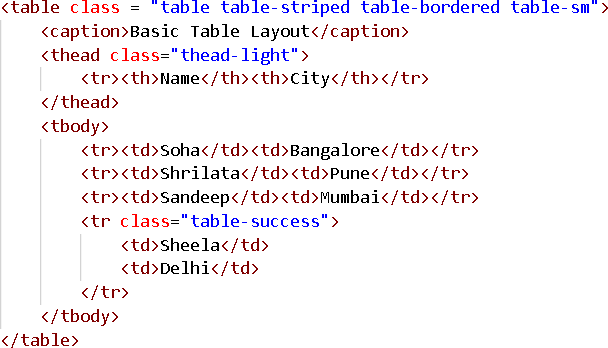 <table class = "table table-striped table-bordered table-sm">
<caption>Basic Table Layout</caption>
<thead class="thead-light">
<tr><th>Name</th><th>City</th></tr>
</thead>
<tbody>
<tr><td>Soha</td><td>Bangalore</td></tr>
<tr><td>Shrilata</td><td>Pune</td></tr>
<tr><td>Sandeep</td><td>Mumbai</td></tr>
<tr class="table-success">
<td>Sheela</td>
<td>Delhi</td>
</tr>
</tbody>
</table>